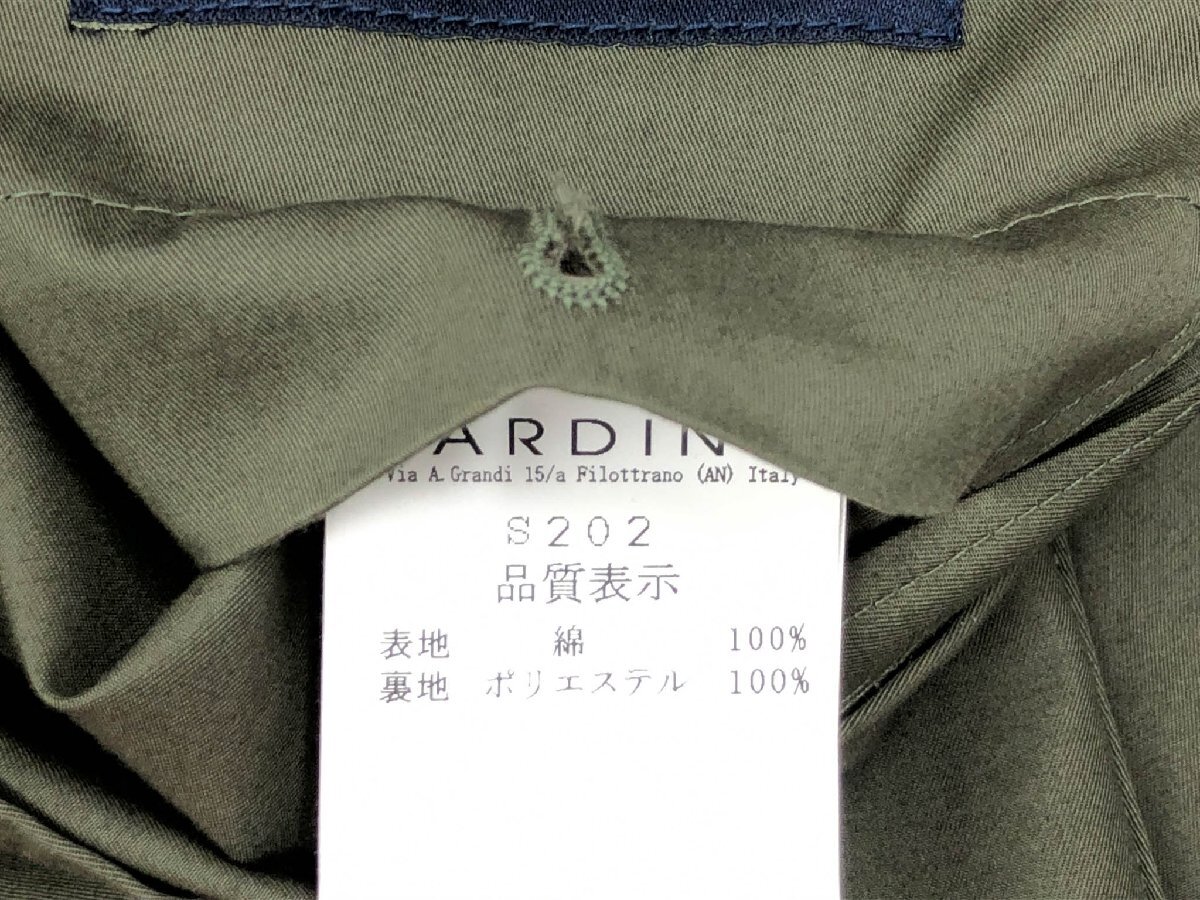 ARDIN
Via A. Grandi 15/a Filottrano (AN) Italy
S202
品質表示
表地 綿 100%
裏地 ポリエステル 100%